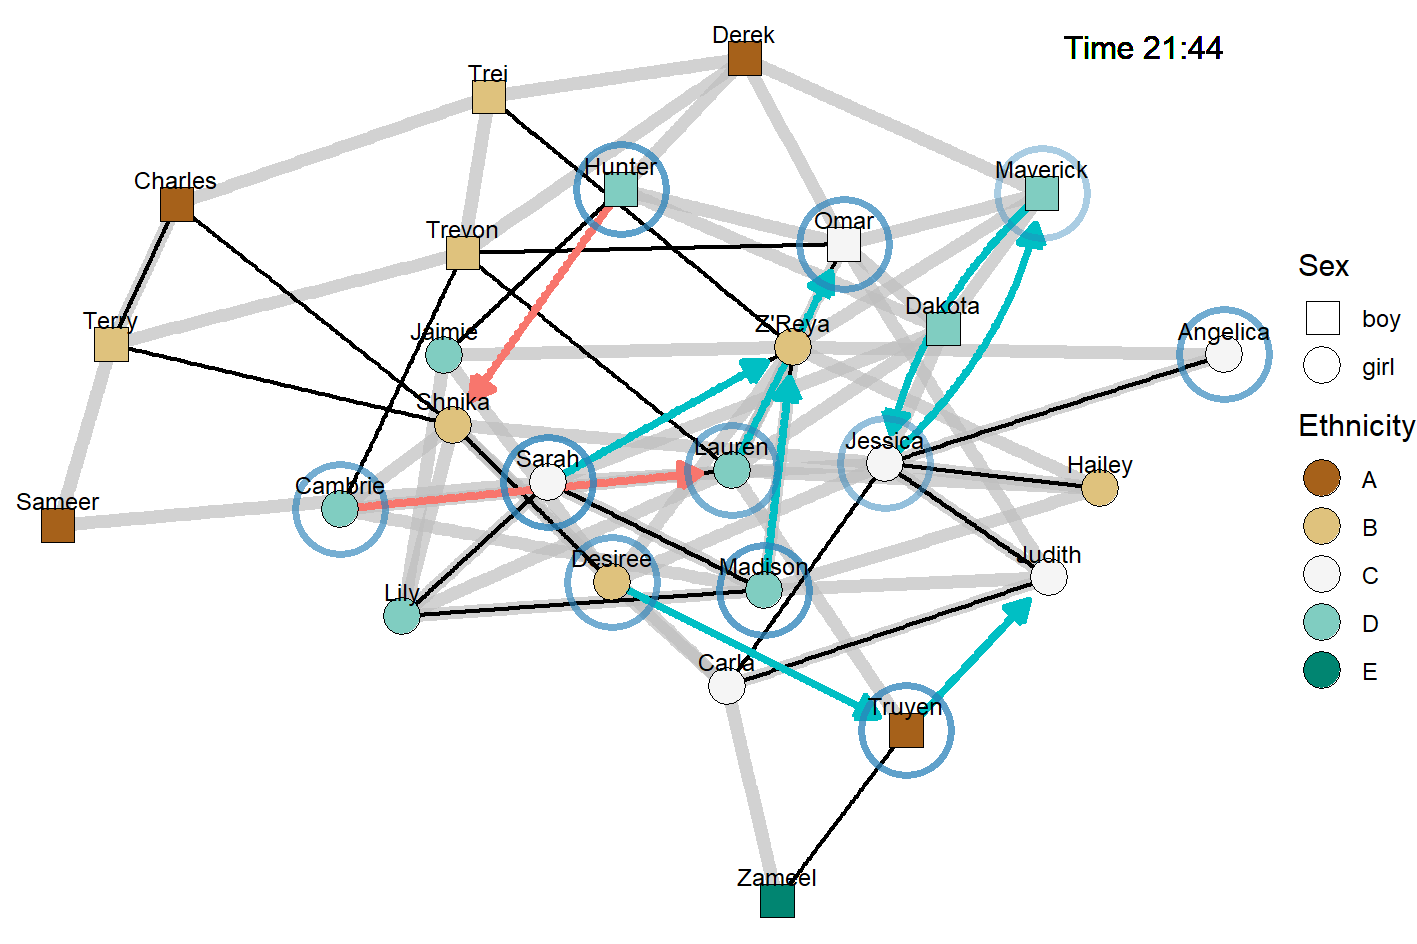 Derek
Time 21:44
Trei
Hunter
Maverick
Charles
Omar
Trevon
Sex
Dakota
boy
Terry
Z'Reya
Jaimie
Angelica
girl
Shnika
Ethnicity
Jessica
Lauren
Sarah
Hailey
A
Cambrie
Sameer
B
Desiree
Judith
Madison
C
Lily
D
Carla
E
Truyen
Zameel